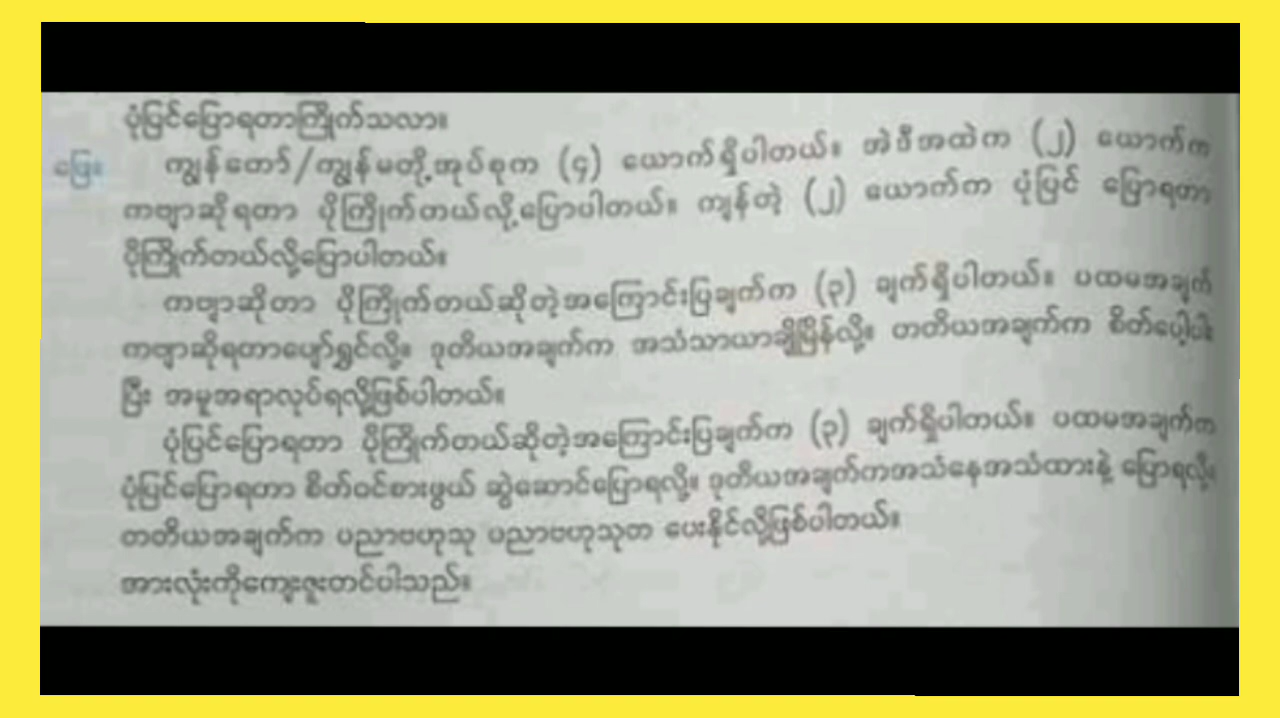 ပုံပြင်ပြောရတာကြိုက်သလား။
ဖြေ။ ကျွန်တော်/ကျွန်မတို့အုပ်စုက (၄) ယောက်ရှိပါတယ်။ အဲဒီအထဲက (၂) ယောက်က
ကဗျာဆိုရတာ ပိုကြိုက်တယ်လို့ပြောပါတယ်။ ကျန်တဲ့ (၂) ယောက်က ပုံပြင် ပြောရတာ
ပိုကြိုက်တယ်လို့ပြောပါတယ်။
ကဗျာဆိုတာ ပိုကြိုက်တယ်ဆိုတဲ့အကြောင်းပြချက်က (၃) ချက်ရှိပါတယ်။ ပထမအချက်
ကဗျာဆိုရတာပျော်ရွှင်လို့။ ဒုတိယအချက်က အသံသာယာချိုမြိန်လို့။ တတိယအချက်က စိတ်ပေါ့ပါး
ပြီး အမူအရာလုပ်ရလို့ဖြစ်ပါတယ်။
ပုံပြင်ပြောရတာ ပိုကြိုက်တယ်ဆိုတဲ့အကြောင်းပြချက်က (၃) ချက်ရှိပါတယ်။ ပထမအချက်က
ပုံပြင်ပြောရတာ စိတ်ဝင်စားဖွယ် ဆွဲဆောင်ပြောရလို့။ ဒုတိယအချက်ကအသံနေအသံထားနဲ့ ပြောရလို့။
တတိယအချက်က ပညာဗဟုသု ပညာဗဟုသုတ ပေးနိုင်လို့ဖြစ်ပါတယ်။
အားလုံးကိုကျေးဇူးတင်ပါသည်။